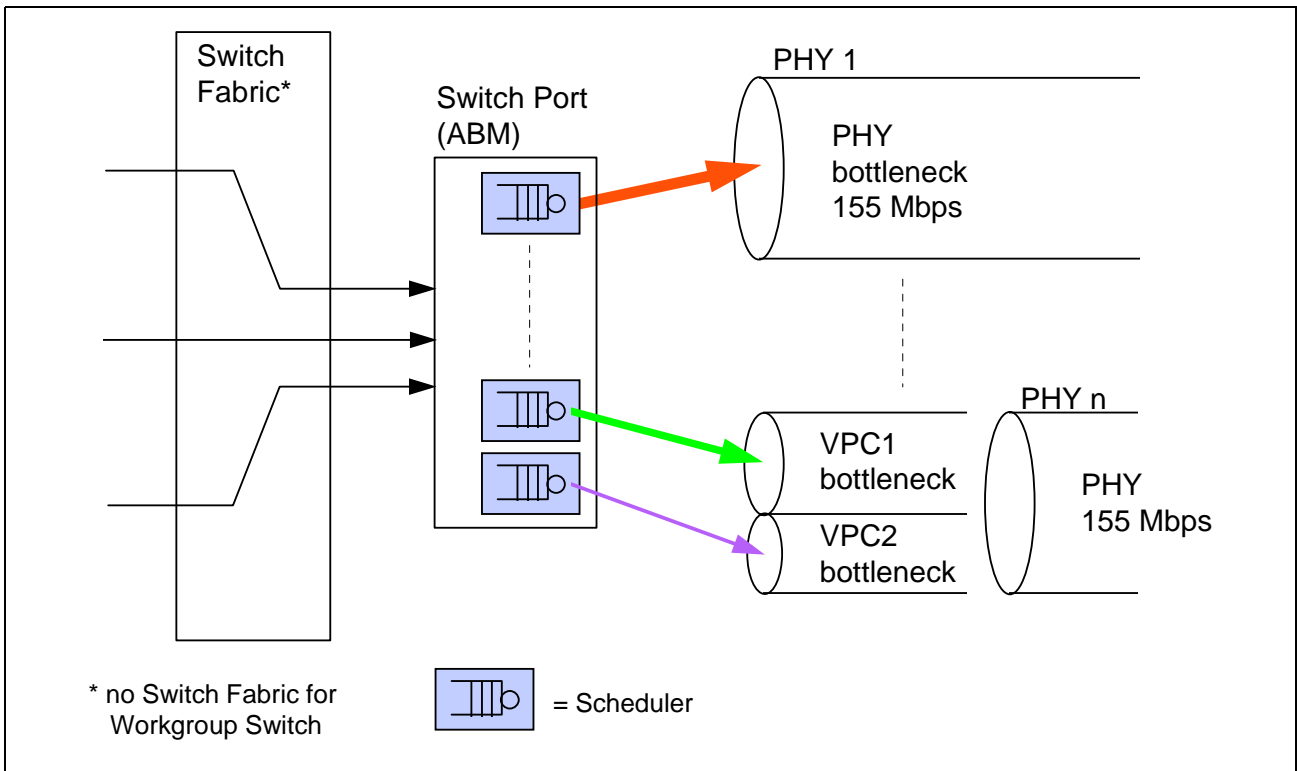 Switch
Fabric*
Switch Port
(ABM)
PHY 1
PHY
bottleneck
155 Mbps
PHY n
VPC1
bottleneck
VPC2
bottleneck
PHY
155 Mbps
* no Switch Fabric for
Workgroup Switch
= Scheduler